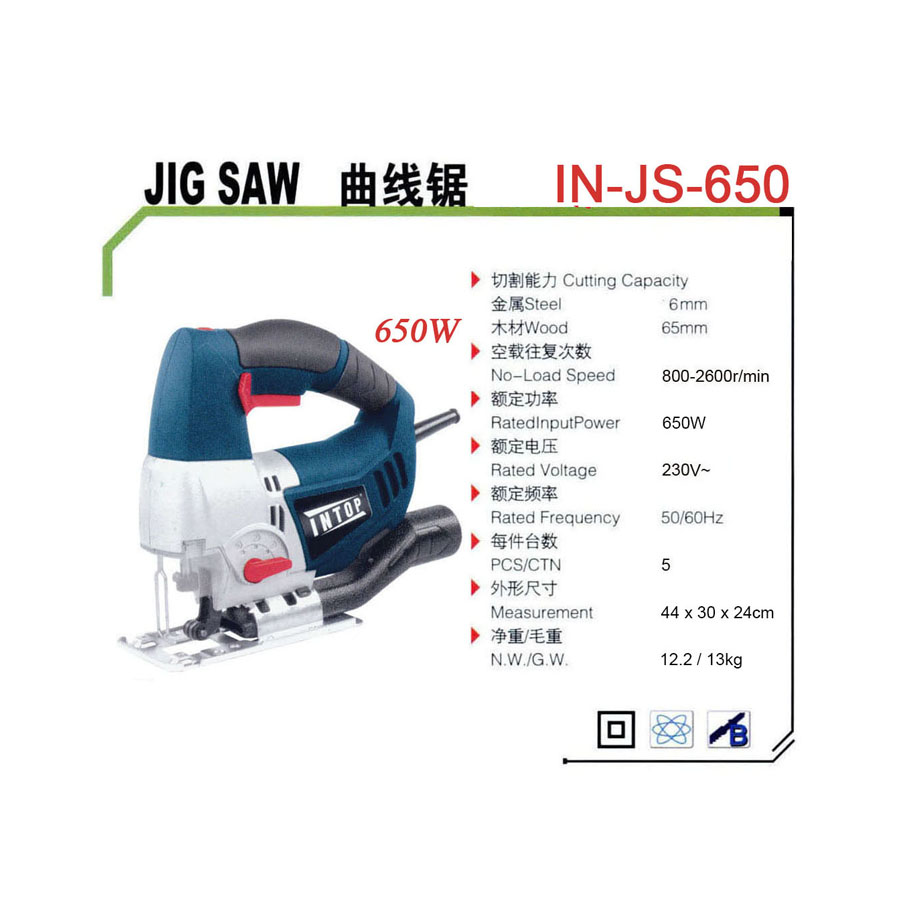 JIG SAW 曲线锯 IN-JS-650
650W
切割能力 Cutting Capacity
金属Steel 6mm
木材Wood 65mm
空载往复次数
No-Load Speed 800-2600r/min
额定功率
RatedInputPower 650W
额定电压
Rated Voltage 230V~
额定频率
Rated Frequency 50/60Hz
每件台数
PCS/CTN 5
外形尺寸
Measurement 44 x 30 x 24cm
净重/毛重
N.W./G.W. 12.2 / 13kg
INTOP
B